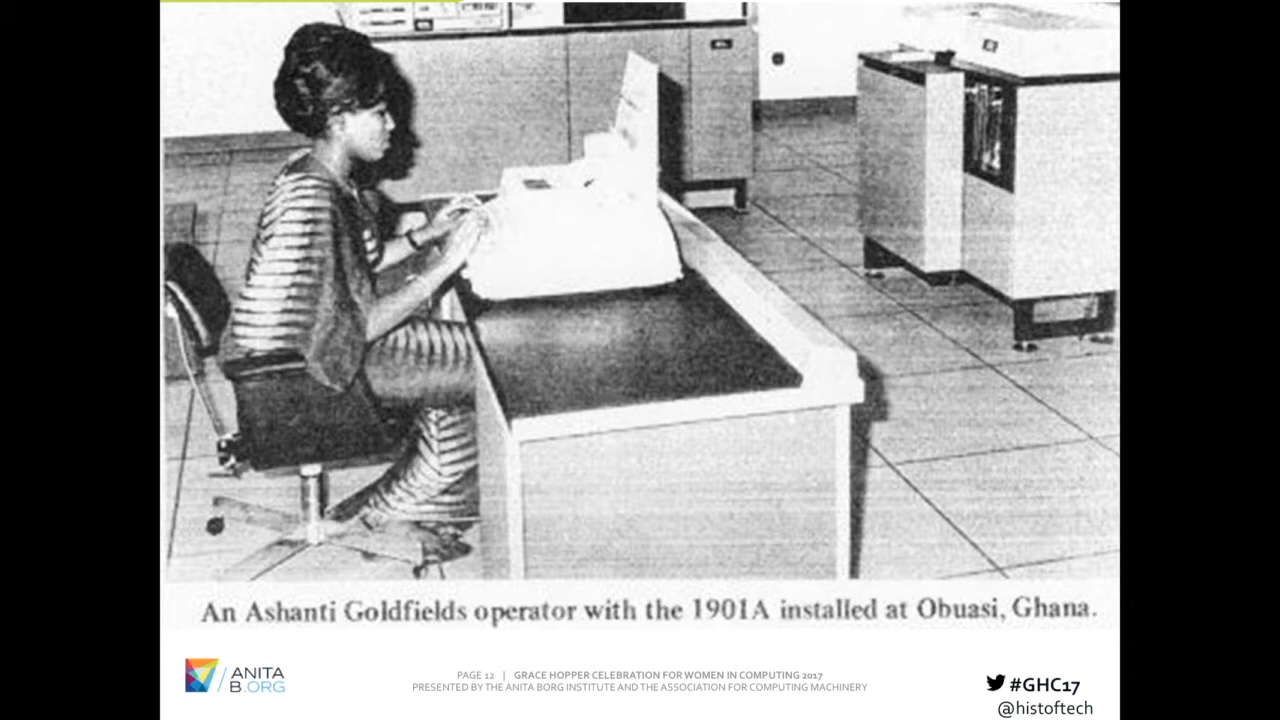 An Ashanti Goldfields operator with the 1901A installed at Obuasi, Ghana.
ANITA
B.ORG
PAGE 12 | GRACE HOPPER CELEBRATION FOR WOMEN IN COMPUTING 2017
PRESENTED BY THE ANITA BORG INSTITUTE AND THE ASSOCIATION FOR COMPUTING MACHINERY
#GHC17
@histoftech